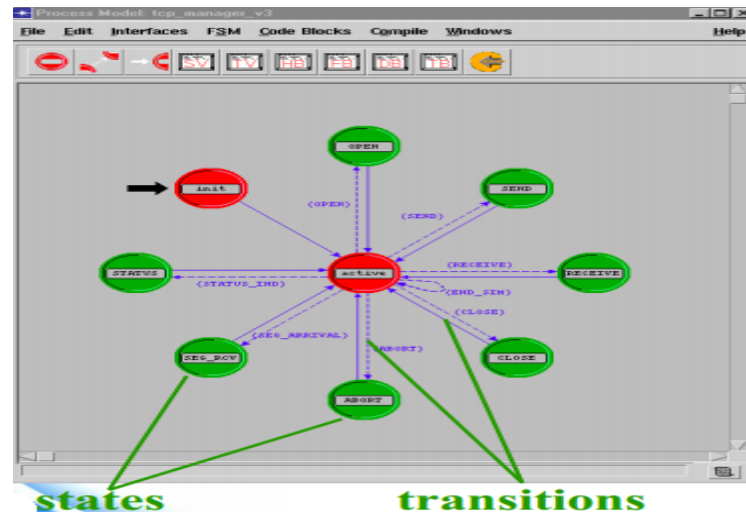 Process Model: tcp_manager_v3
File Edit Interfaces FSM Code Blocks Compile Windows Help
SV TV HB FB DB TB
OPEN
init
SEND
(OPEN)
(SEND)
STATUS
active
(RECEIVE)
RECEIVE
(STATUS_IND)
(END_SIM)
(CLOSE)
(SEG_ARRIVAL)
(ABORT)
SEG_RCV
CLOSE
ABORT
states
transitions